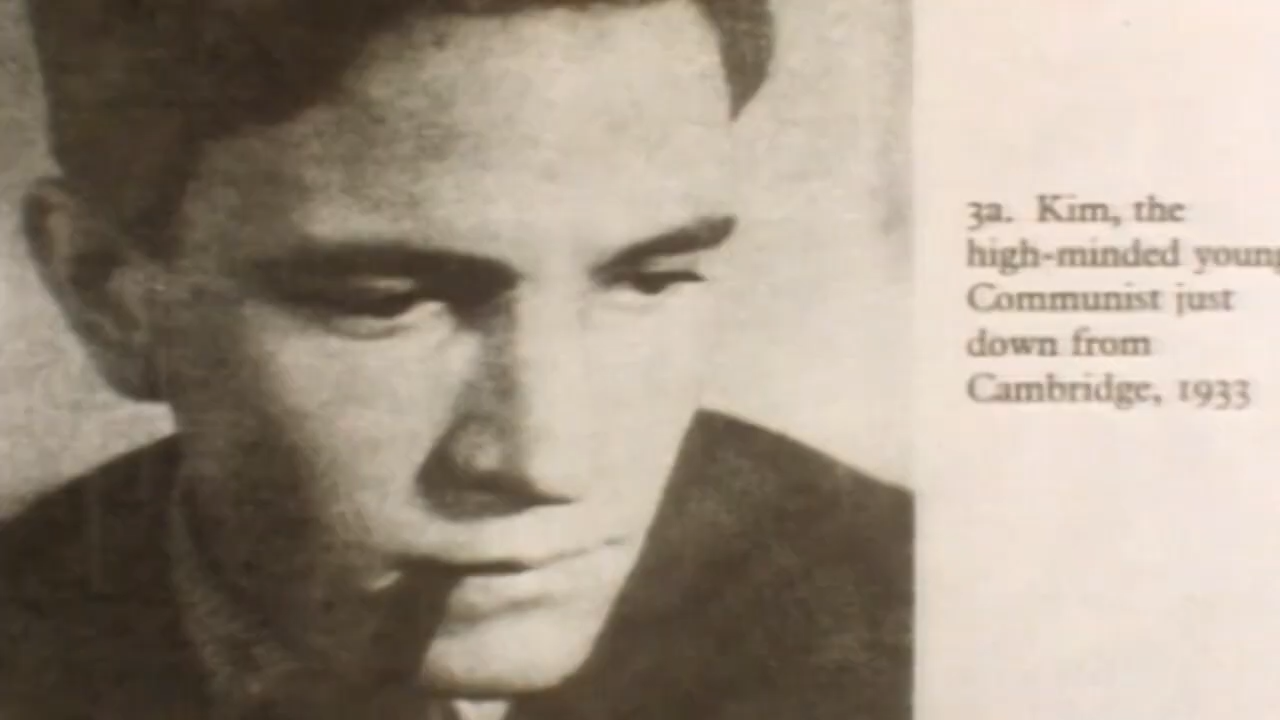 3a. Kim, the
high-minded young
Communist just
down from
Cambridge, 1933